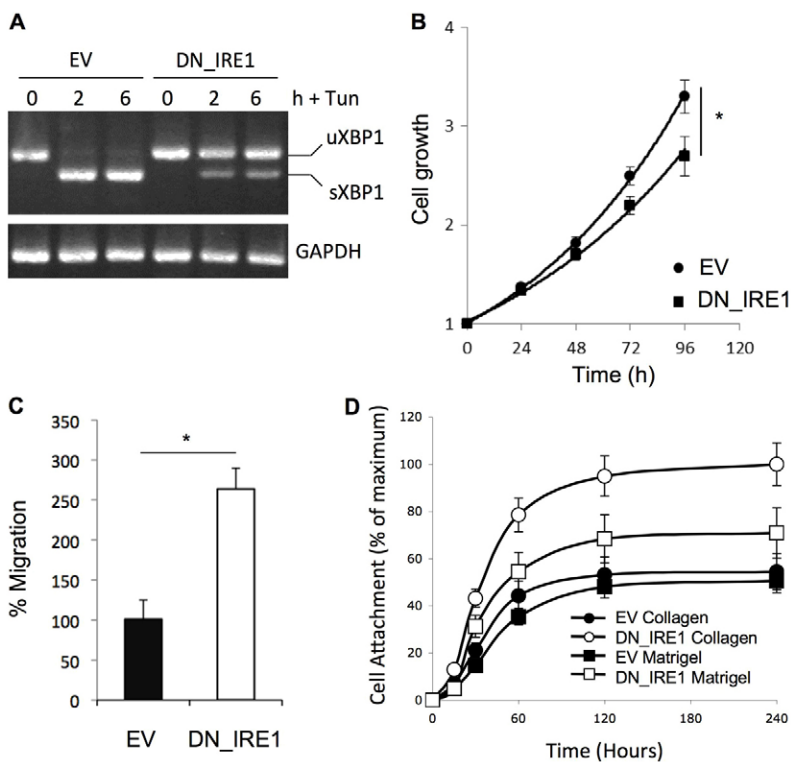 A
EV DN_IRE1
0 2 6 0 2 6 h + Tun
uXBP1
sXBP1
GAPDH
B
Cell growth
4
3
2
1
*
EV
DN_IRE1
0 24 48 72 96 120
Time (h)
C
% Migration
350
300
250
200
150
100
50
0
*
EV DN_IRE1
D
Cell Attachment (% of maximum)
120
100
80
60
40
20
0
EV Collagen
DN_IRE1 Collagen
EV Matrigel
DN_IRE1 Matrigel
0 60 120 180 240
Time (Hours)